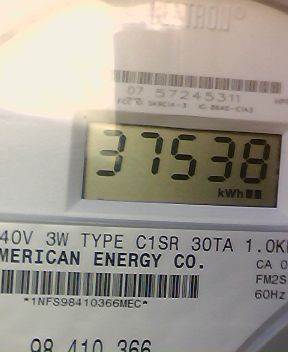 07 57245311
37538
kWh
40V 3W TYPE C1SR 30TA 1.0K
MERICAN ENERGY CO.
CA 0
FM2S
60Hz
*1NFS98410366MEC*
98 410 366